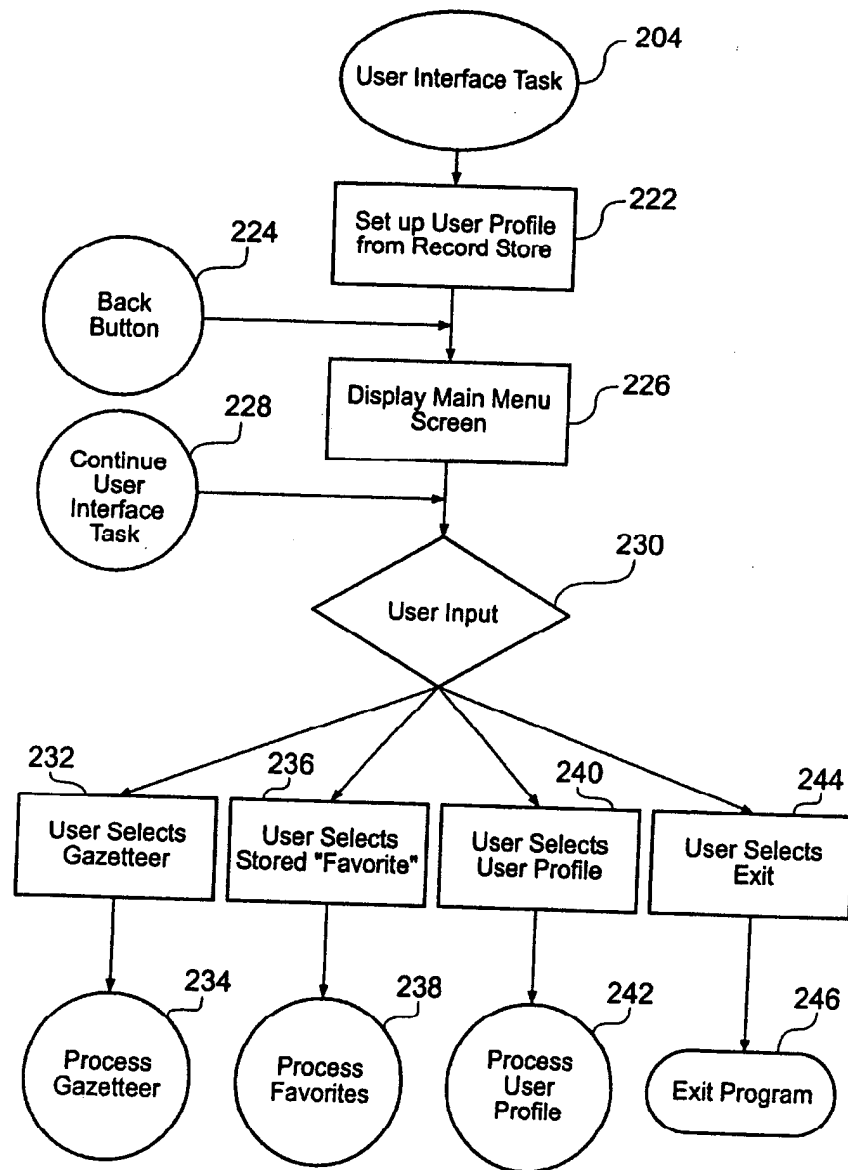 204
User Interface Task
222
Set up User Profile
from Record Store
224
Back
Button
226
Display Main Menu
Screen
228
Continue
User
Interface
Task
230
User Input
232
User Selects
Gazetteer
236
User Selects
Stored "Favorite"
240
User Selects
User Profile
244
User Selects
Exit
234
Process
Gazetteer
238
Process
Favorites
242
Process
User
Profile
246
Exit Program